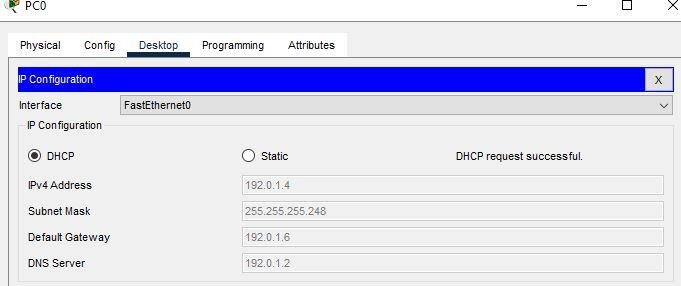 PC0
Physical Config Desktop Programming Attributes
IP Configuration X
Interface FastEthernet0
IP Configuration
DHCP Static DHCP request successful.
IPv4 Address 192.0.1.4
Subnet Mask 255.255.255.248
Default Gateway 192.0.1.6
DNS Server 192.0.1.2